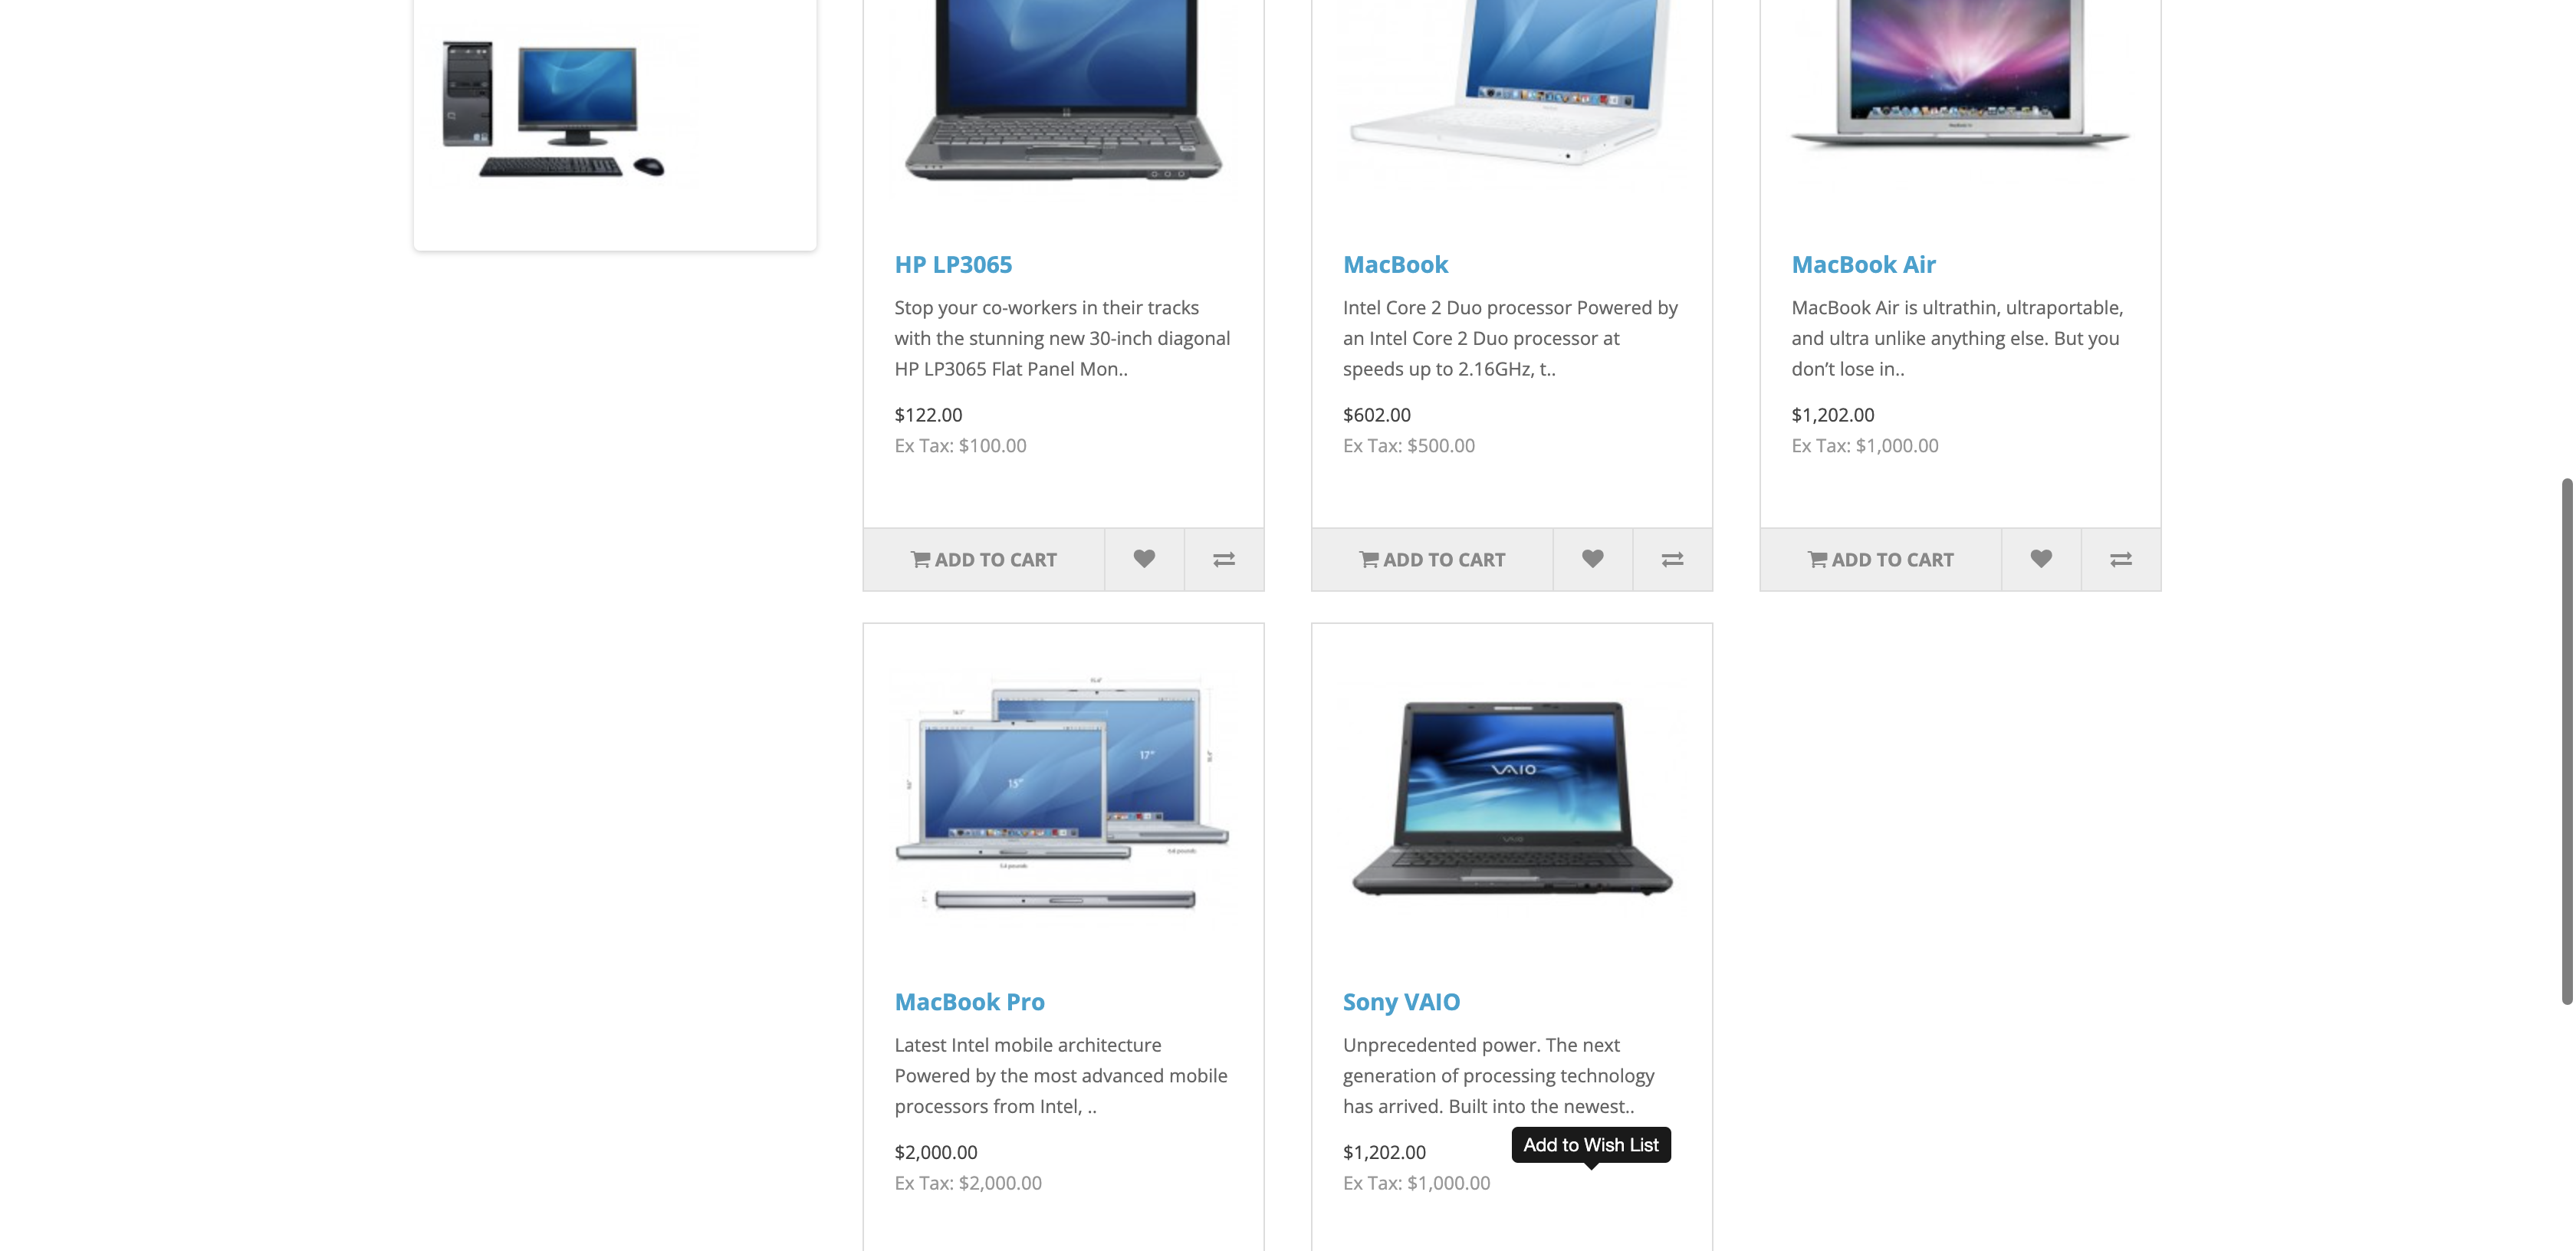 HP LP3065
Stop your co-workers in their tracks
with the stunning new 30-inch diagonal
HP LP3065 Flat Panel Mon..
$122.00
Ex Tax: $100.00
ADD TO CART
MacBook
Intel Core 2 Duo processor Powered by
an Intel Core 2 Duo processor at
speeds up to 2.16GHz, t..
$602.00
Ex Tax: $500.00
ADD TO CART
MacBook Air
MacBook Air is ultrathin, ultraportable,
and ultra unlike anything else. But you
don’t lose in..
$1,202.00
Ex Tax: $1,000.00
ADD TO CART
15"
17"
MacBook Pro
Latest Intel mobile architecture
Powered by the most advanced mobile
processors from Intel, ..
$2,000.00
Ex Tax: $2,000.00
VAIO
VAIO
Sony VAIO
Unprecedented power. The next
generation of processing technology
has arrived. Built into the newest..
$1,202.00
Add to Wish List
Ex Tax: $1,000.00